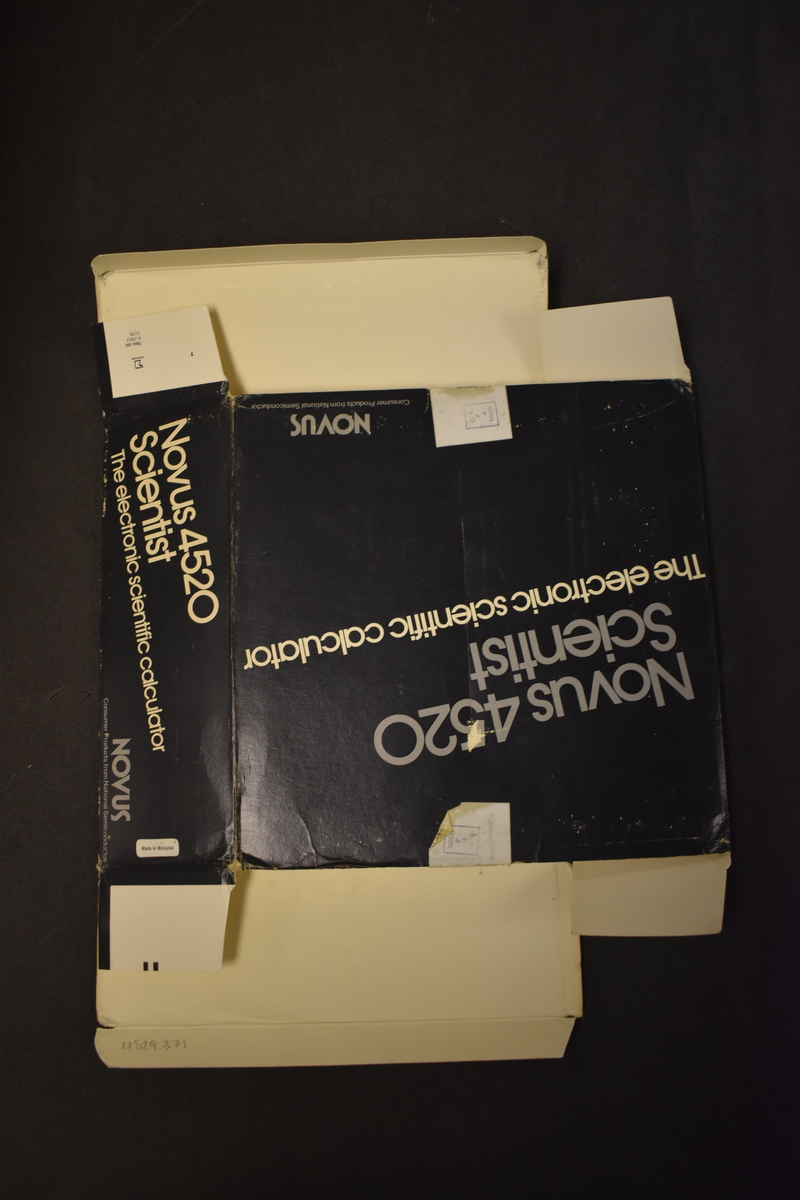 Novus 4520
Scientist
The electronic scientific calculator
NOVUS
Consumer Products from National Semiconductor
Made in Malaysia
Novus 4520
Scientist
The electronic scientific calculator
NOVUS
Consumer Products from National Semiconductor
4529.371